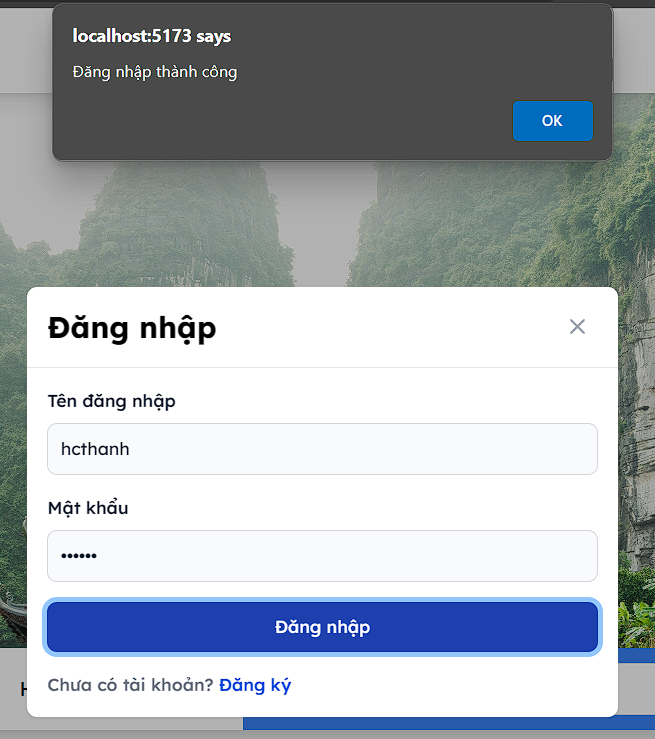 localhost:5173 says
Đăng nhập thành công
OK
Đăng nhập
Tên đăng nhập
hcthanh
Mật khẩu
••••••
Đăng nhập
Chưa có tài khoản? Đăng ký